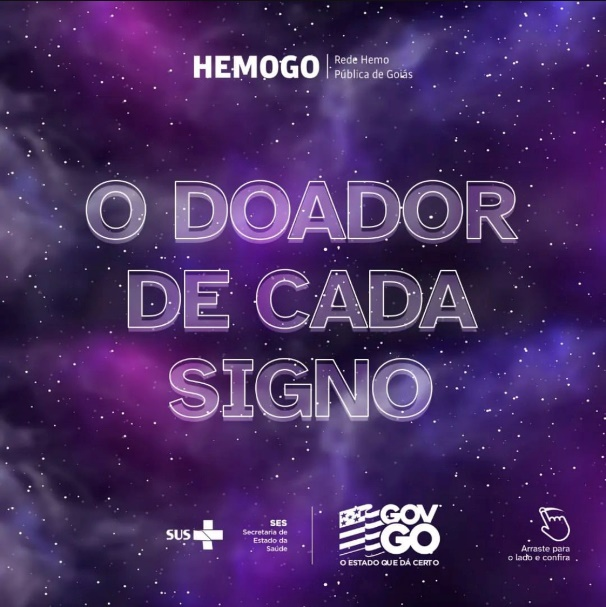 HEMOGO
Rede Hemo
Pública de Goiás
O DOADOR
DE CADA
SIGNO
SUS
SES
Secretaria de
Estado da
Saúde
GOV
GO
O ESTADO QUE DÁ CERTO
Arraste para
o lado e confira